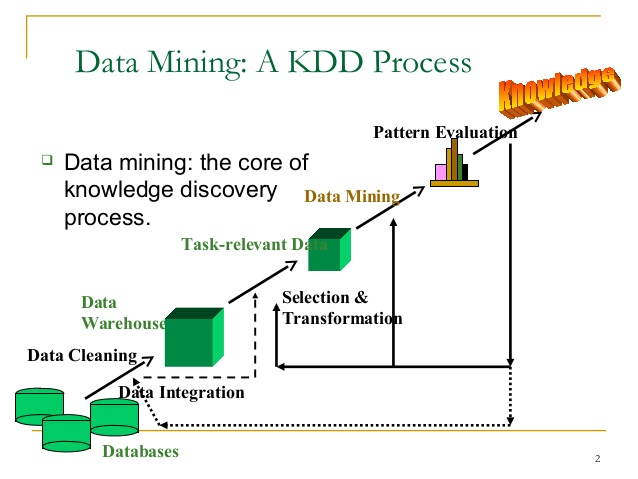 Data Mining: A KDD Process
Knowledge
Pattern Evaluation
Data mining: the core of
knowledge discovery
process.
Data Mining
Task-relevant Data
Data
Warehouse
Selection &
Transformation
Data Cleaning
Data Integration
Databases
2